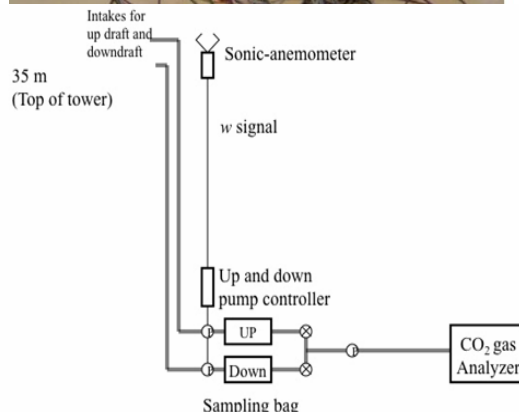 Intakes for
up draft and
downdraft
35 m
(Top of tower)
Sonic-anemometer
w signal
Up and down
pump controller
P
UP
P
Down
P
CO₂ gas
Analyzer
Sampling bag